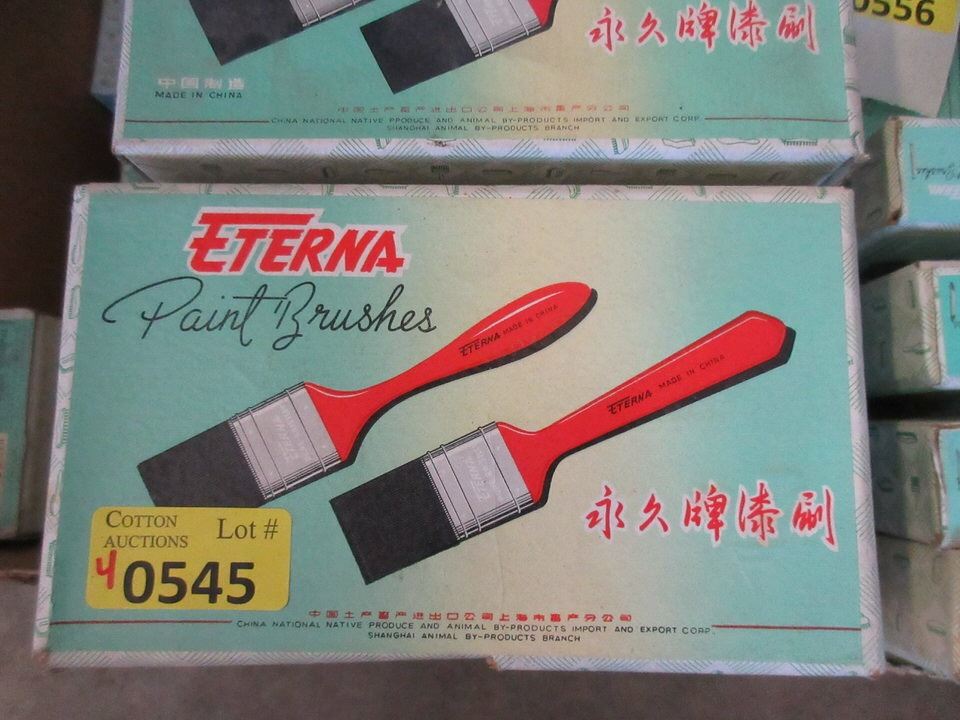 0556
永久牌漆刷
中国制造
MADE IN CHINA
中国土产畜产进出口公司上海市畜产分公司
CHINA NATIONAL NATIVE PRODUCE AND ANIMAL BY-PRODUCTS IMPORT AND EXPORT CORP.
SHANGHAI ANIMAL BY-PRODUCTS BRANCH
ETERNA
Paint Brushes
ETERNA MADE IN CHINA
ETERNA MADE IN CHINA
ETERNA
永久牌漆刷
COTTON
AUCTIONS
Lot #
4
0545
中国土产畜产进出口公司上海市畜产分公司
CHINA NATIONAL NATIVE PRODUCE AND ANIMAL BY-PRODUCTS IMPORT AND EXPORT CORP.
SHANGHAI ANIMAL BY-PRODUCTS BRANCH